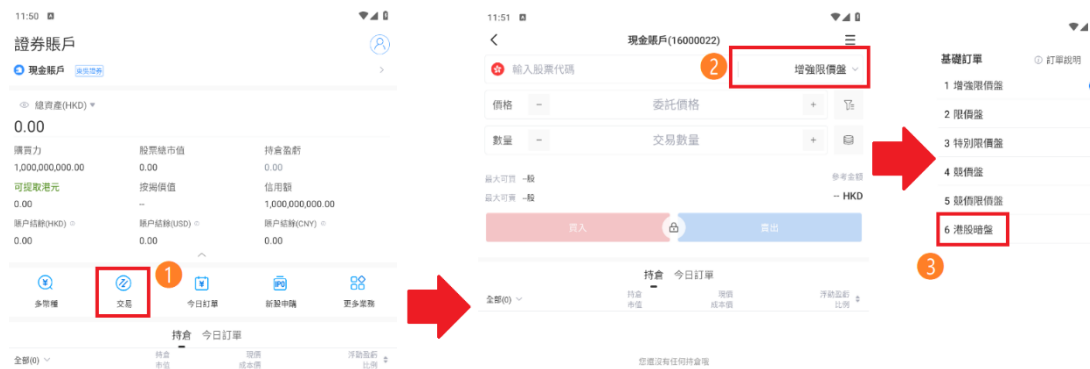 11:50
證券賬戶
現金賬戶 東吳證券
總資產(HKD)
0.00
購買力 股票總市值 持倉盈虧
1,000,000,000.00 0.00 0.00
可提取港元 按揭價值 信用額
0.00 -- 1,000,000,000.00
賬戶結餘(HKD) 賬戶結餘(USD) 賬戶結餘(CNY)
0.00 0.00 0.00
1
多幣種 交易 今日訂單 IPO 新股申購 更多業務
持倉 今日訂單
全部(0) 持倉 現價 浮動盈虧
市值 成本價 比例
11:51
現金賬戶(16000022)
輸入股票代碼 2 增強限價盤
價格 - 委託價格 +
數量 - 交易數量 +
最大可買 --股 參考金額
最大可賣 --股 -- HKD
買入 賣出
持倉 今日訂單
全部(0) 持倉 現價 浮動盈虧
市值 成本價 比例
您還沒有任何持倉哦
基礎訂單 訂單說明
1 增強限價盤
2 限價盤
3 特別限價盤
4 競價盤
5 競價限價盤
6 港股暗盤
3